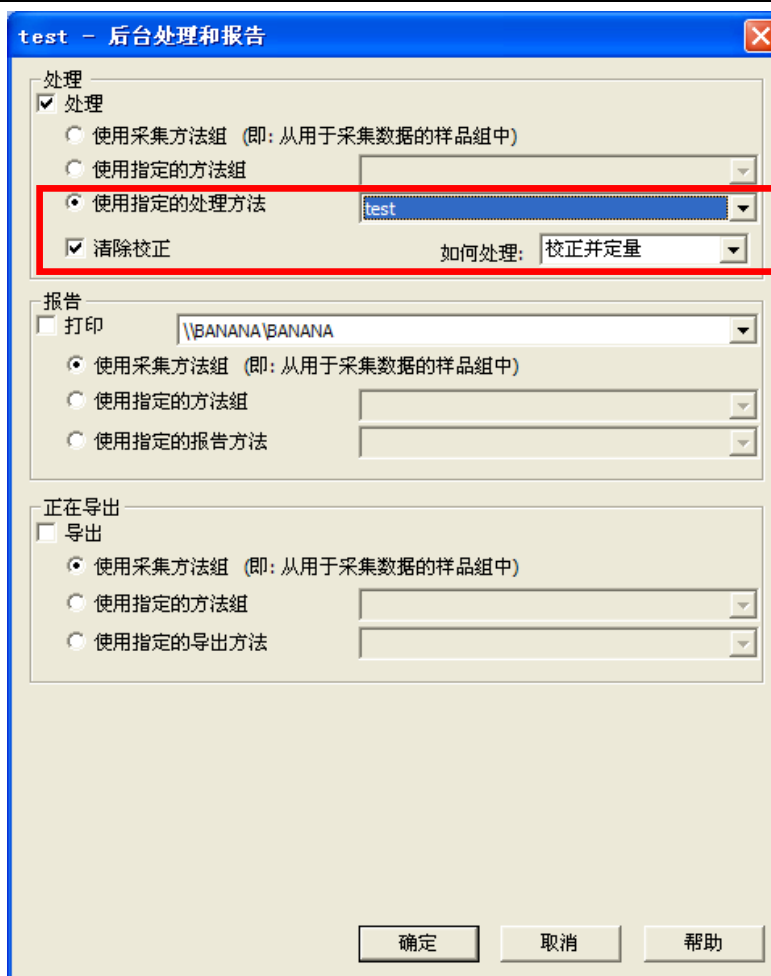 test - 后台处理和报告
处理
处理
使用采集方法组 (即: 从用于采集数据的样品组中)
使用指定的方法组
使用指定的处理方法 test
清除校正 如何处理: 校正并定量
报告
打印 \\BANANA\BANANA
使用采集方法组 (即: 从用于采集数据的样品组中)
使用指定的方法组
使用指定的报告方法
正在导出
导出
使用采集方法组 (即: 从用于采集数据的样品组中)
使用指定的方法组
使用指定的导出方法
确定 取消 帮助